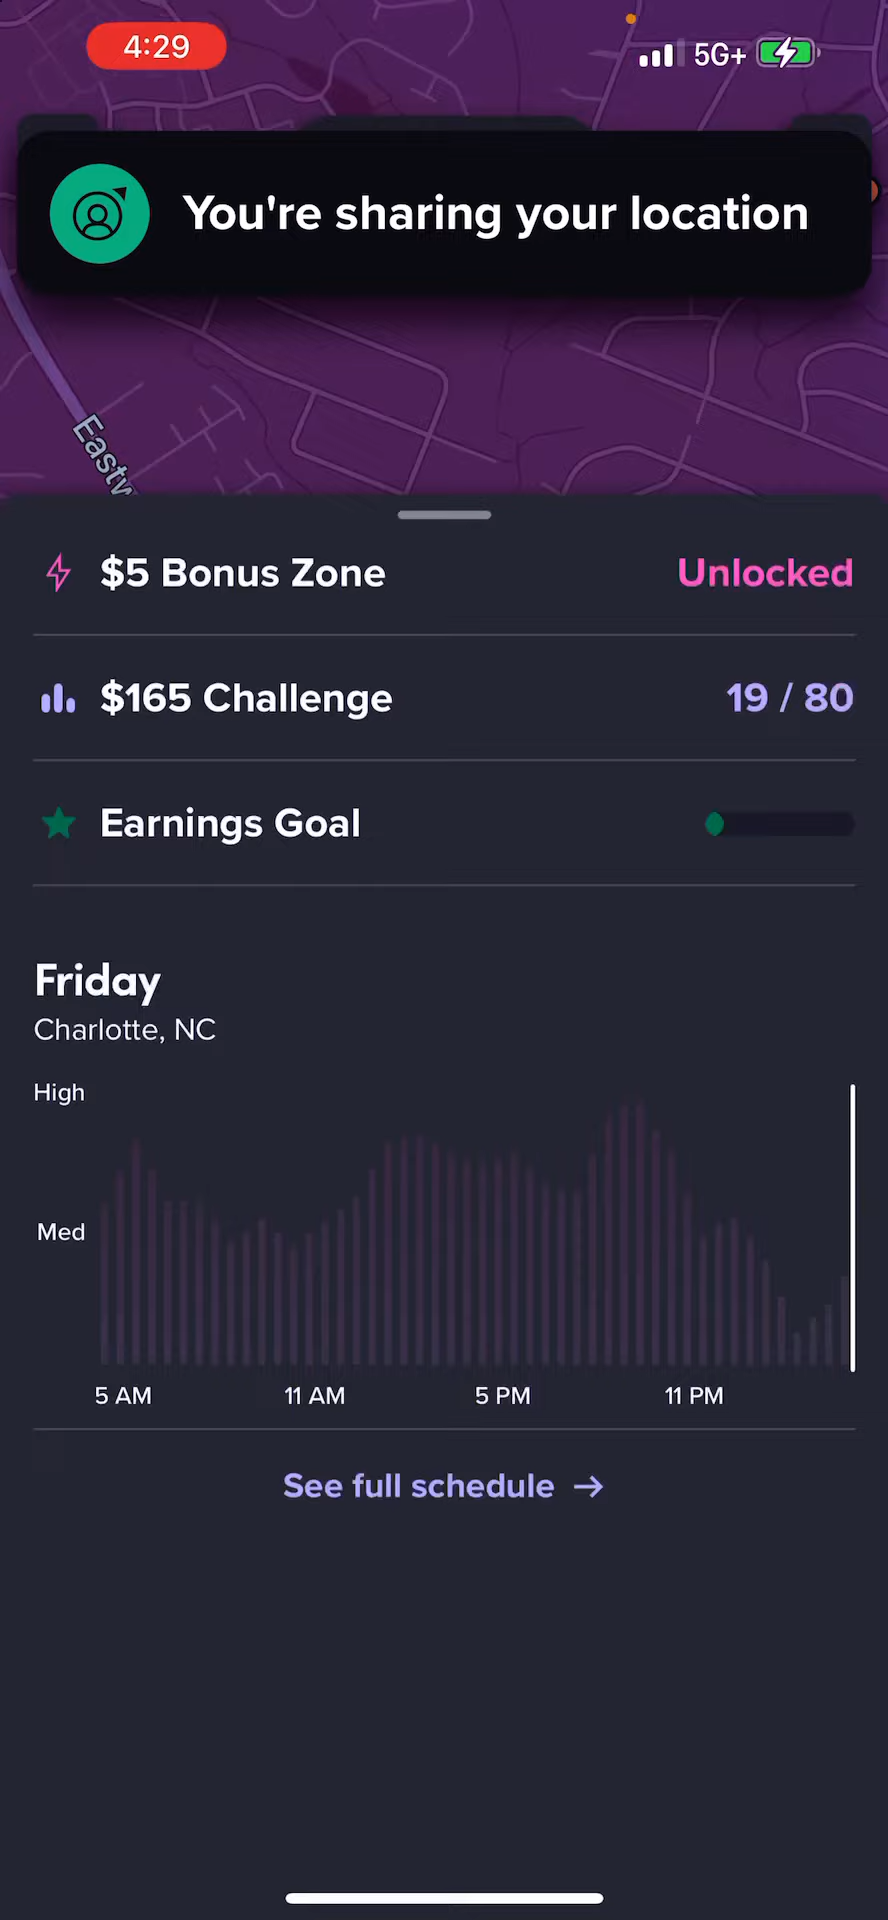 4:29
5G+
You're sharing your location
Eastw
$5 Bonus Zone
Unlocked
$165 Challenge
19 / 80
Earnings Goal
Friday
Charlotte, NC
High
Med
5 AM
11 AM
5 PM
11 PM
See full schedule →